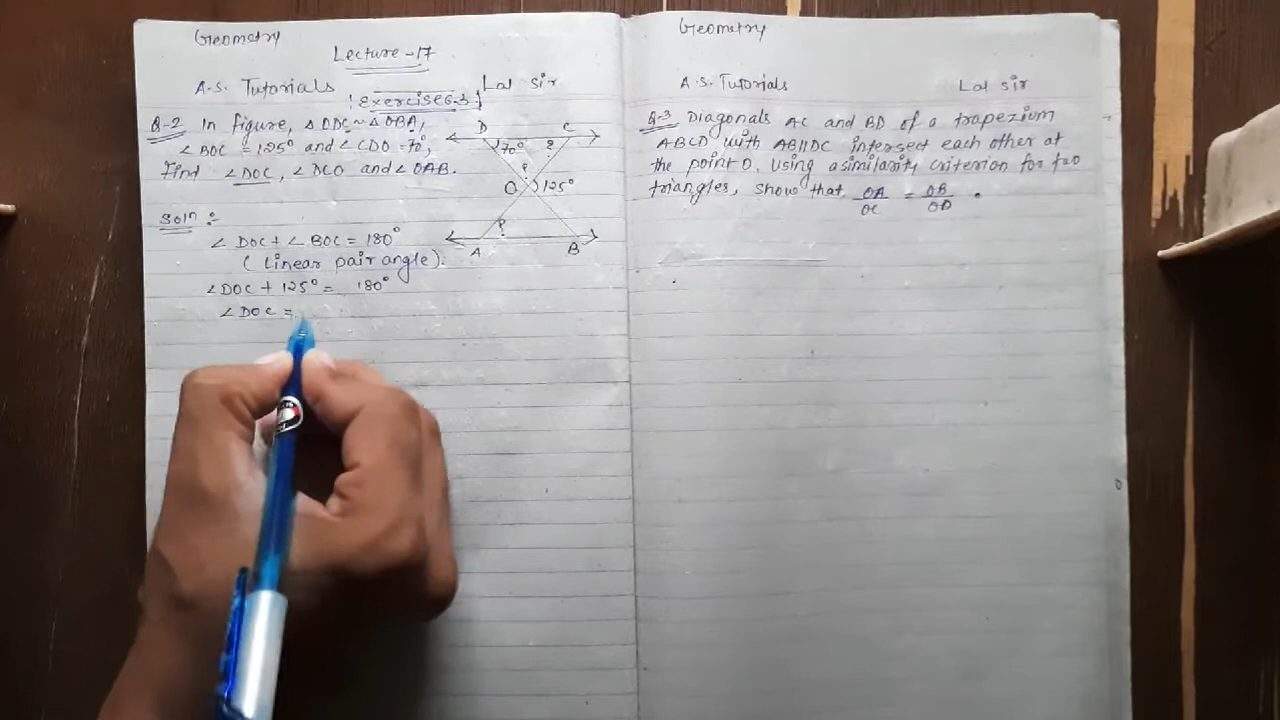 Geometry
Lecture -17
A.S. Tutorials
Lal sir
Exercise 6.3
Q-2 In figure, △ ODC ~ △ OBA,
∠ BOC = 125° and ∠ CDO = 70°,
Find ∠DOC, ∠DCO and ∠OAB.
D
C
70°
?
?
O
125°
?
A
B
Soln :-
∠ DOC + ∠ BOC = 180°
( Linear pair angle)
∠DOC + 125° = 180°
∠ DOC =
Geometry
A.S. Tutorials
Lal sir
Q-3 Diagonals AC and BD of a trapezium
ABCD with AB||DC intersect each other at
the point O. Using a similarity criterion for two
triangles, show that OA/OC = OB/OD .